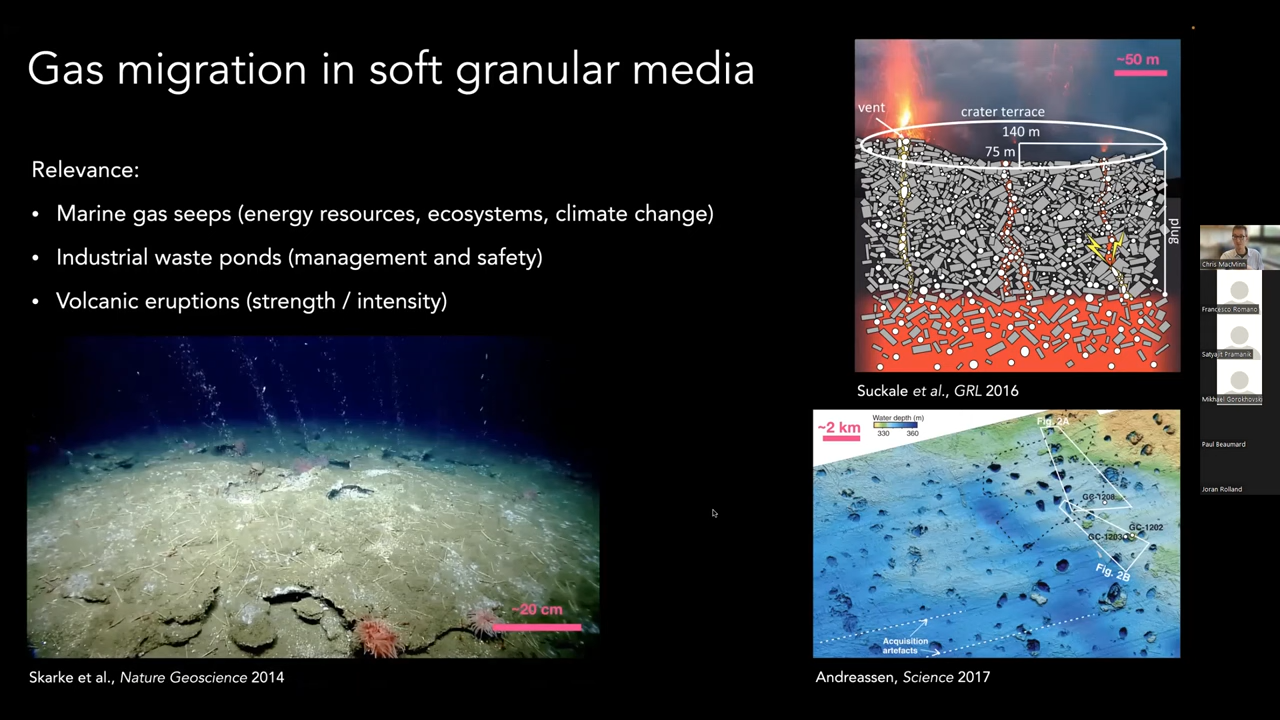 Gas migration in soft granular media
Relevance:
• Marine gas seeps (energy resources, ecosystems, climate change)
• Industrial waste ponds (management and safety)
• Volcanic eruptions (strength / intensity)
~20 cm
Skarke et al., Nature Geoscience 2014
~50 m
vent
crater terrace
140 m
75 m
plug
Suckale et al., GRL 2016
~2 km
Water depth (m)
330 360
Fig. 2A
GC-1208
GC-1202
GC-1203
Fig. 2B
Acquisition
artefacts
Andreassen, Science 2017
Chris MacMinn
Francesco Romano
Satyajit Pramanik
Mikhael Gorokhovski
Paul Beaumard
Joran Rolland